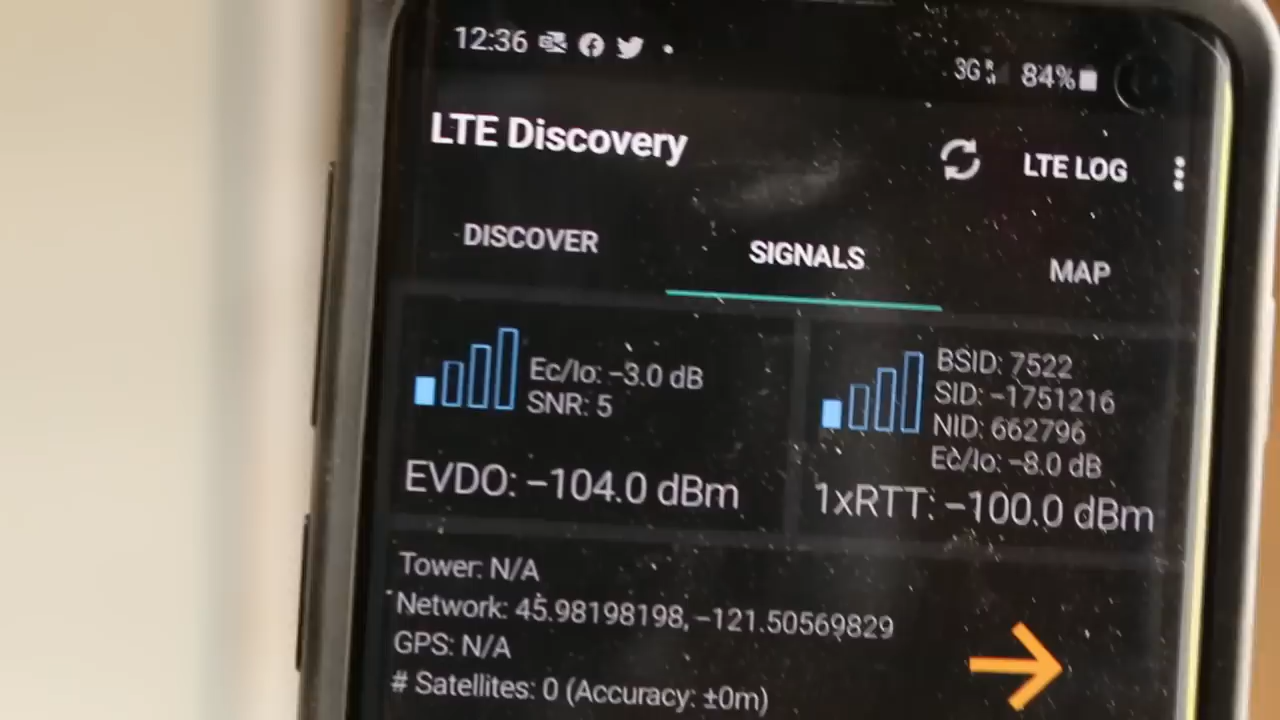 12:36
3G 84%
LTE Discovery
LTE LOG
DISCOVER
SIGNALS
MAP
Ec/Io: -3.0 dB
SNR: 5
EVDO: -104.0 dBm
BSID: 7522
SID: -1751216
NID: 662796
Ec/Io: -8.0 dB
1xRTT: -100.0 dBm
Tower: N/A
Network: 45.98198198, -121.50569829
GPS: N/A
# Satellites: 0 (Accuracy: ±0m)